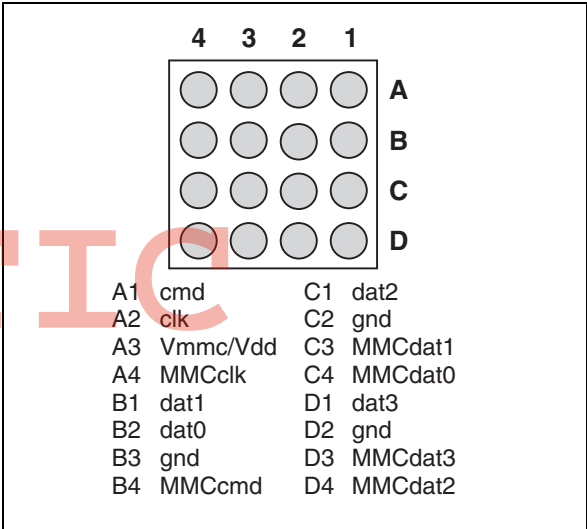 4 3 2 1
A
B
C
D
TIC
A1 cmd C1 dat2
A2 clk C2 gnd
A3 Vmmc/Vdd C3 MMCdat1
A4 MMCclk C4 MMCdat0
B1 dat1 D1 dat3
B2 dat0 D2 gnd
B3 gnd D3 MMCdat3
B4 MMCcmd D4 MMCdat2